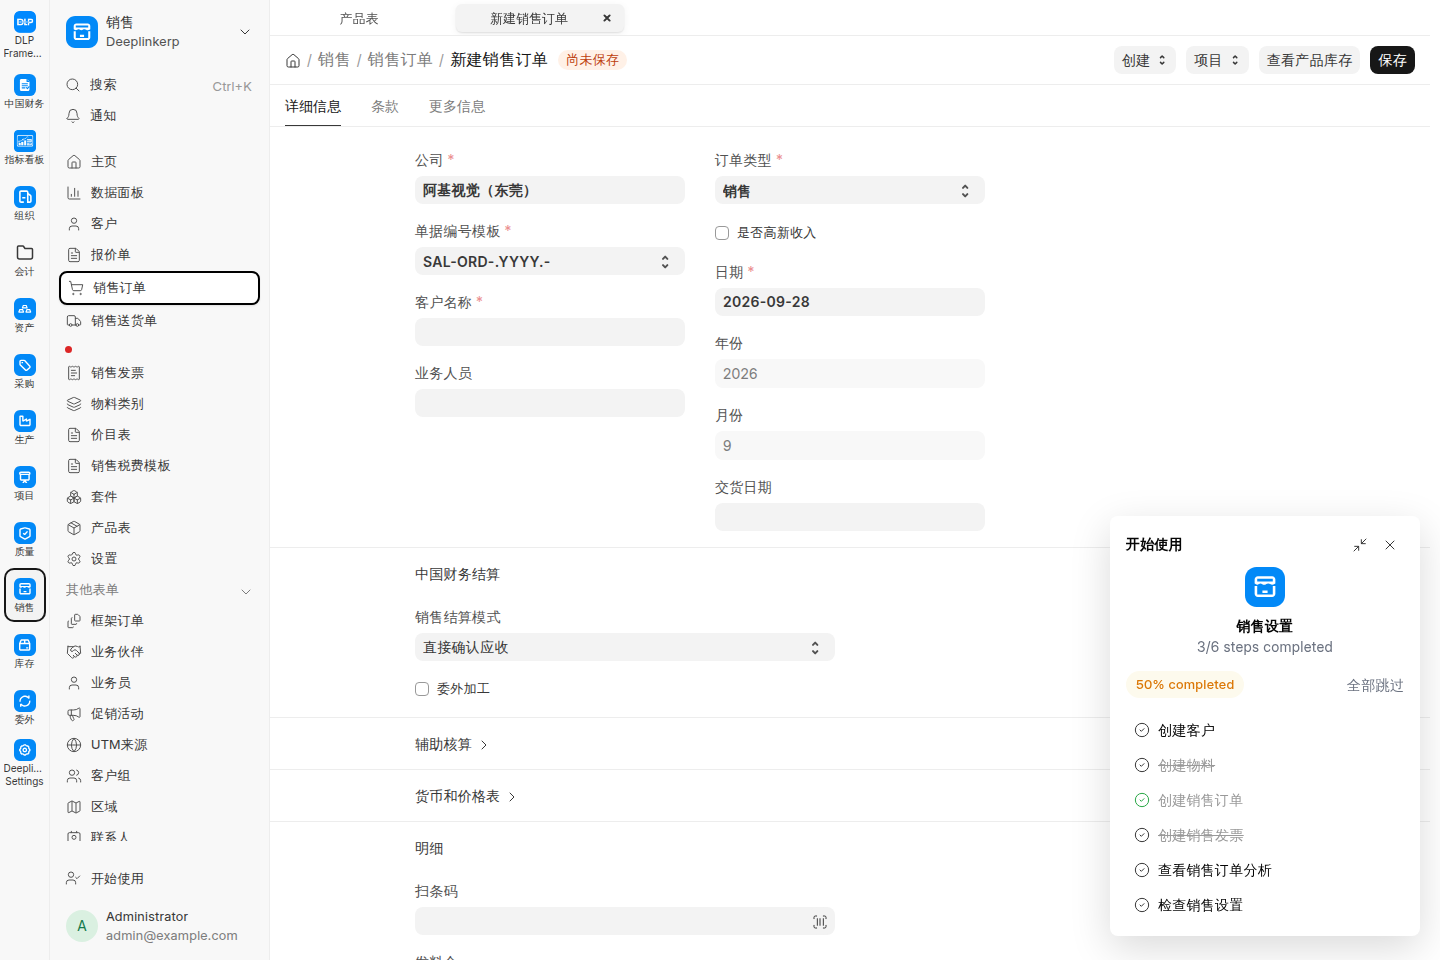 DLP
DLP
Frame...
中国财务
指标看板
组织
会计
资产
采购
生产
项目
质量
销售
库存
委外
Deepli...
Settings
销售
Deeplinkerp
搜索
Ctrl+K
通知
主页
数据面板
客户
报价单
销售订单
销售送货单
销售发票
物料类别
价目表
销售税费模板
套件
产品表
设置
其他表单
框架订单
业务伙伴
业务员
促销活动
UTM来源
客户组
区域
联系人
开始使用
A
Administrator
admin@example.com
产品表
新建销售订单
/ 销售 / 销售订单 / 新建销售订单
尚未保存
创建
项目
查看产品库存
保存
详细信息
条款
更多信息
公司 *
阿基视觉（东莞）
单据编号模板 *
SAL-ORD-.YYYY.-
客户名称 *
业务人员
订单类型 *
销售
是否高新收入
日期 *
2026-09-28
年份
2026
月份
9
交货日期
中国财务结算
销售结算模式
直接确认应收
委外加工
辅助核算
货币和价格表
明细
扫条码
开始使用
销售设置
3/6 steps completed
50% completed
全部跳过
创建客户
创建物料
创建销售订单
创建销售发票
查看销售订单分析
检查销售设置